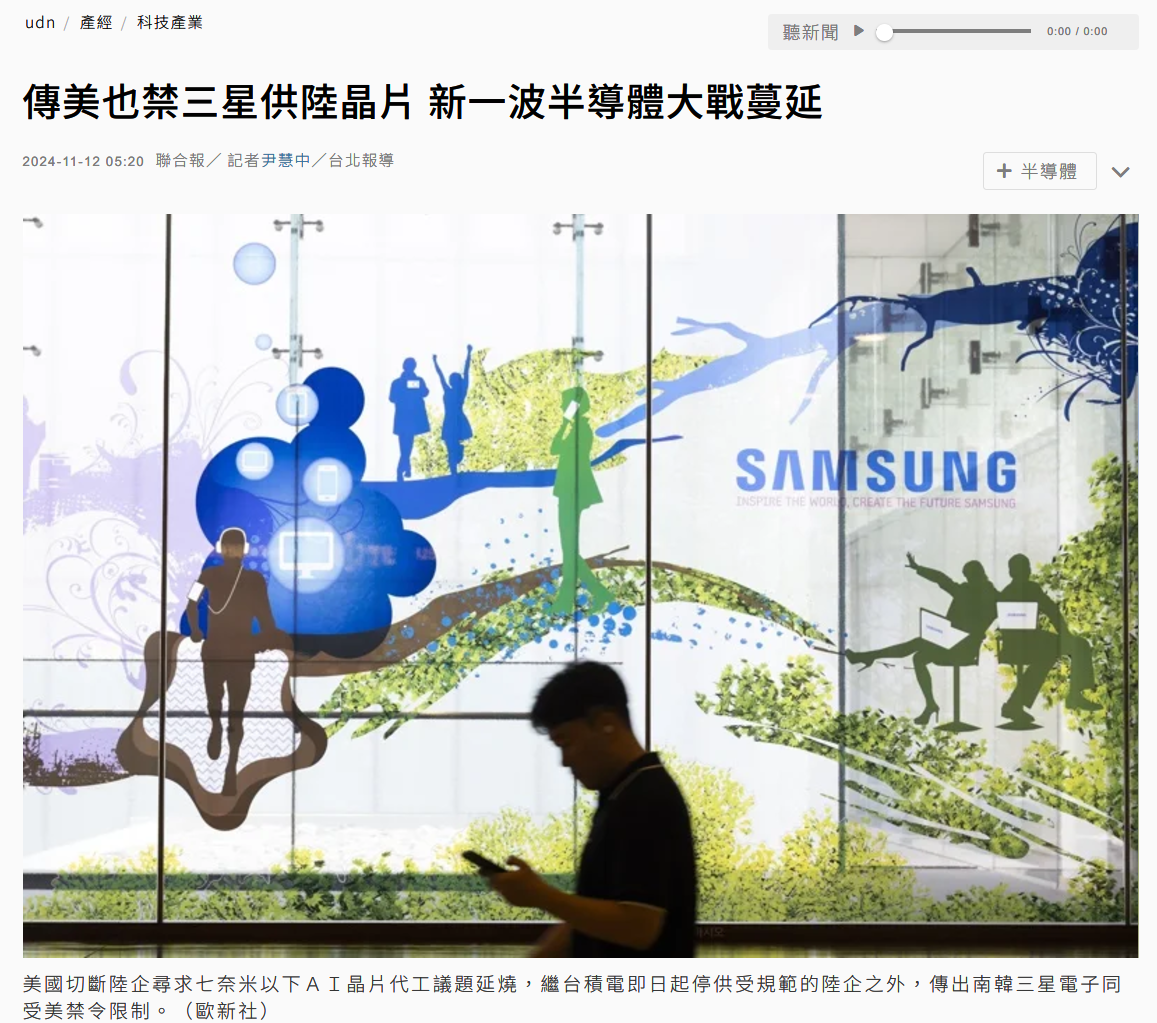 udn / 產經 / 科技產業
聽新聞 0:00 / 0:00
傳美也禁三星供陸晶片 新一波半導體大戰蔓延
2024-11-12 05:20 聯合報／ 記者尹慧中／台北報導
+ 半導體
SAMSUNG
INSPIRE THE WORLD, CREATE THE FUTURE SAMSUNG
美國切斷陸企尋求七奈米以下ＡＩ晶片代工議題延燒，繼台積電即日起停供受規範的陸企之外，傳出南韓三星電子同
受美禁令限制。（歐新社）